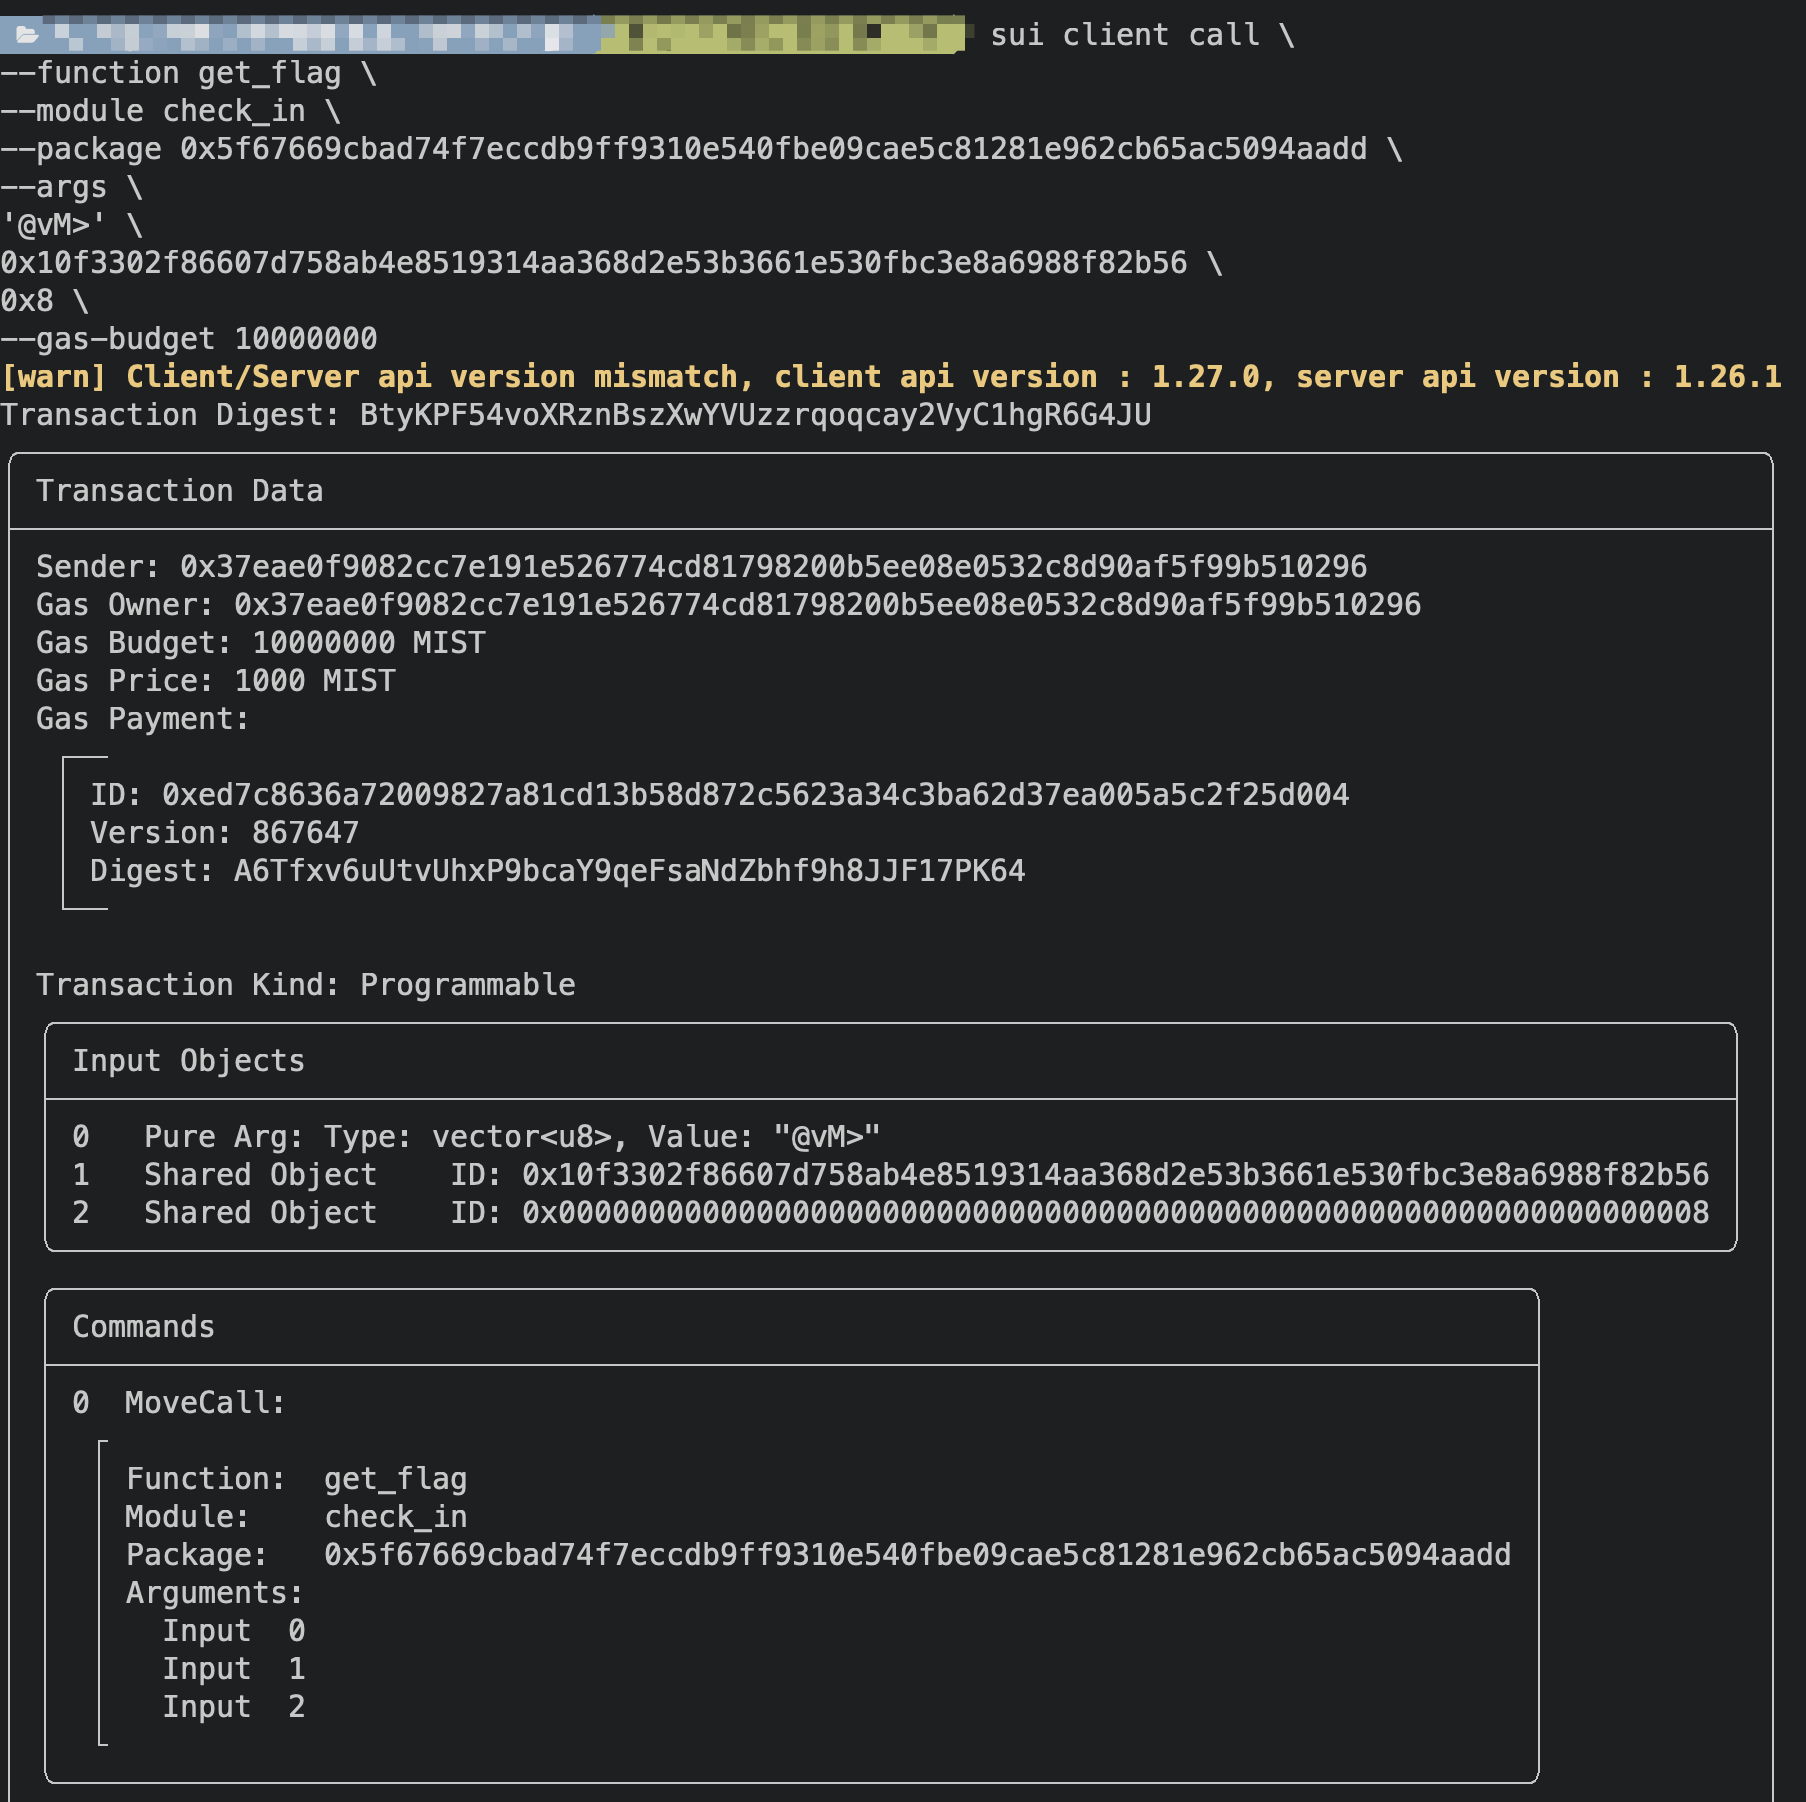 sui client call \
--function get_flag \
--module check_in \
--package 0x5f67669cbad74f7eccdb9ff9310e540fbe09cae5c81281e962cb65ac5094aadd \
--args \
'@vM>' \
0x10f3302f86607d758ab4e8519314aa368d2e53b3661e530fbc3e8a6988f82b56 \
0x8 \
--gas-budget 10000000
[warn] Client/Server api version mismatch, client api version : 1.27.0, server api version : 1.26.1
Transaction Digest: BtyKPF54voXRznBszXwYVUzzrqoqcay2VyC1hgR6G4JU
Transaction Data
Sender: 0x37eae0f9082cc7e191e526774cd81798200b5ee08e0532c8d90af5f99b510296
Gas Owner: 0x37eae0f9082cc7e191e526774cd81798200b5ee08e0532c8d90af5f99b510296
Gas Budget: 10000000 MIST
Gas Price: 1000 MIST
Gas Payment:
ID: 0xed7c8636a72009827a81cd13b58d872c5623a34c3ba62d37ea005a5c2f25d004
Version: 867647
Digest: A6Tfxv6uUtvUhxP9bcaY9qeFsaNdZbhf9h8JJF17PK64
Transaction Kind: Programmable
Input Objects
0   Pure Arg: Type: vector<u8>, Value: "@vM>"
1   Shared Object    ID: 0x10f3302f86607d758ab4e8519314aa368d2e53b3661e530fbc3e8a6988f82b56
2   Shared Object    ID: 0x0000000000000000000000000000000000000000000000000000000000000008
Commands
0  MoveCall:
Function:  get_flag
Module:    check_in
Package:   0x5f67669cbad74f7eccdb9ff9310e540fbe09cae5c81281e962cb65ac5094aadd
Arguments:
Input  0
Input  1
Input  2